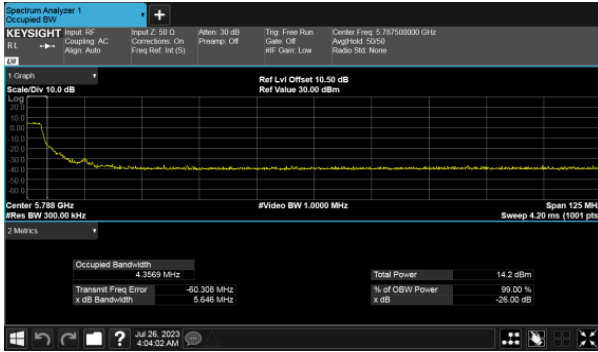 Spectrum Analyzer 1
Occupied BW
KEYSIGHT
Input: RF
Coupling: AC
Align: Auto
Input Z: 50 Ω
Corrections: On
Freq Ref: Int (S)
Atten: 30 dB
Preamp: Off
Trig: Free Run
Gate: Off
#IF Gain: Low
Center Freq: 5.787500000 GHz
Avg|Hold: 50/50
Radio Std: None
RL
LXI
1 Graph
Scale/Div 10.0 dB
Ref Lvl Offset 10.50 dB
Ref Value 30.00 dBm
Log
20.0
10.0
0.00
-10.0
-20.0
-30.0
-40.0
-50.0
-60.0
Center 5.788 GHz
#Res BW 300.00 kHz
#Video BW 1.0000 MHz
Span 125 MH
Sweep 4.20 ms (1001 pts
2 Metrics
Occupied Bandwidth
4.3569 MHz
Transmit Freq Error -60.308 MHz
x dB Bandwidth 5.646 MHz
Total Power 14.2 dBm
% of OBW Power 99.00 %
x dB -26.00 dB
?
Jul 26, 2023
4:04:02 AM